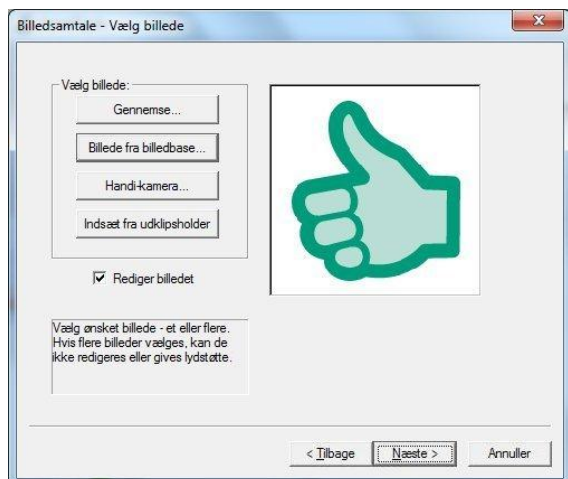 Billedsamtale - Vælg billede
Vælg billede:
Gennemse...
Billede fra billedbase...
Handi-kamera...
Indsæt fra udklipsholder
Rediger billedet
Vælg ønsket billede - et eller flere.
Hvis flere billeder vælges, kan de
ikke redigeres eller gives lydstøtte.
< Tilbage
Næste >
Annuller